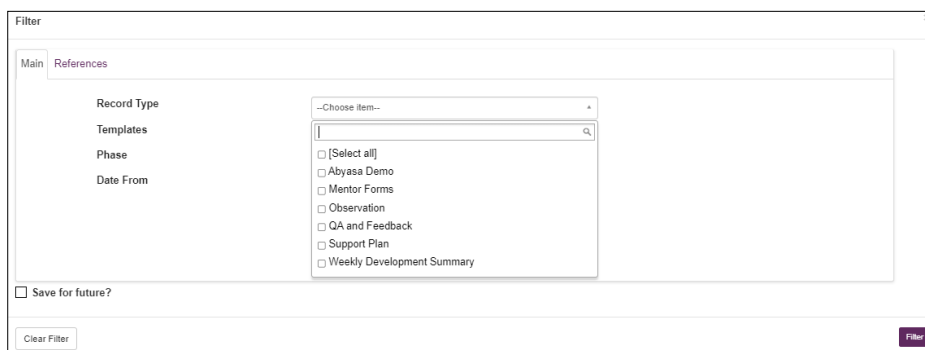 Filter
Main References
Record Type
--Choose item--
Templates
Phase
[Select all]
Date From
Abyasa Demo
Mentor Forms
Observation
QA and Feedback
Support Plan
Weekly Development Summary
Save for future?
Clear Filter
Filter